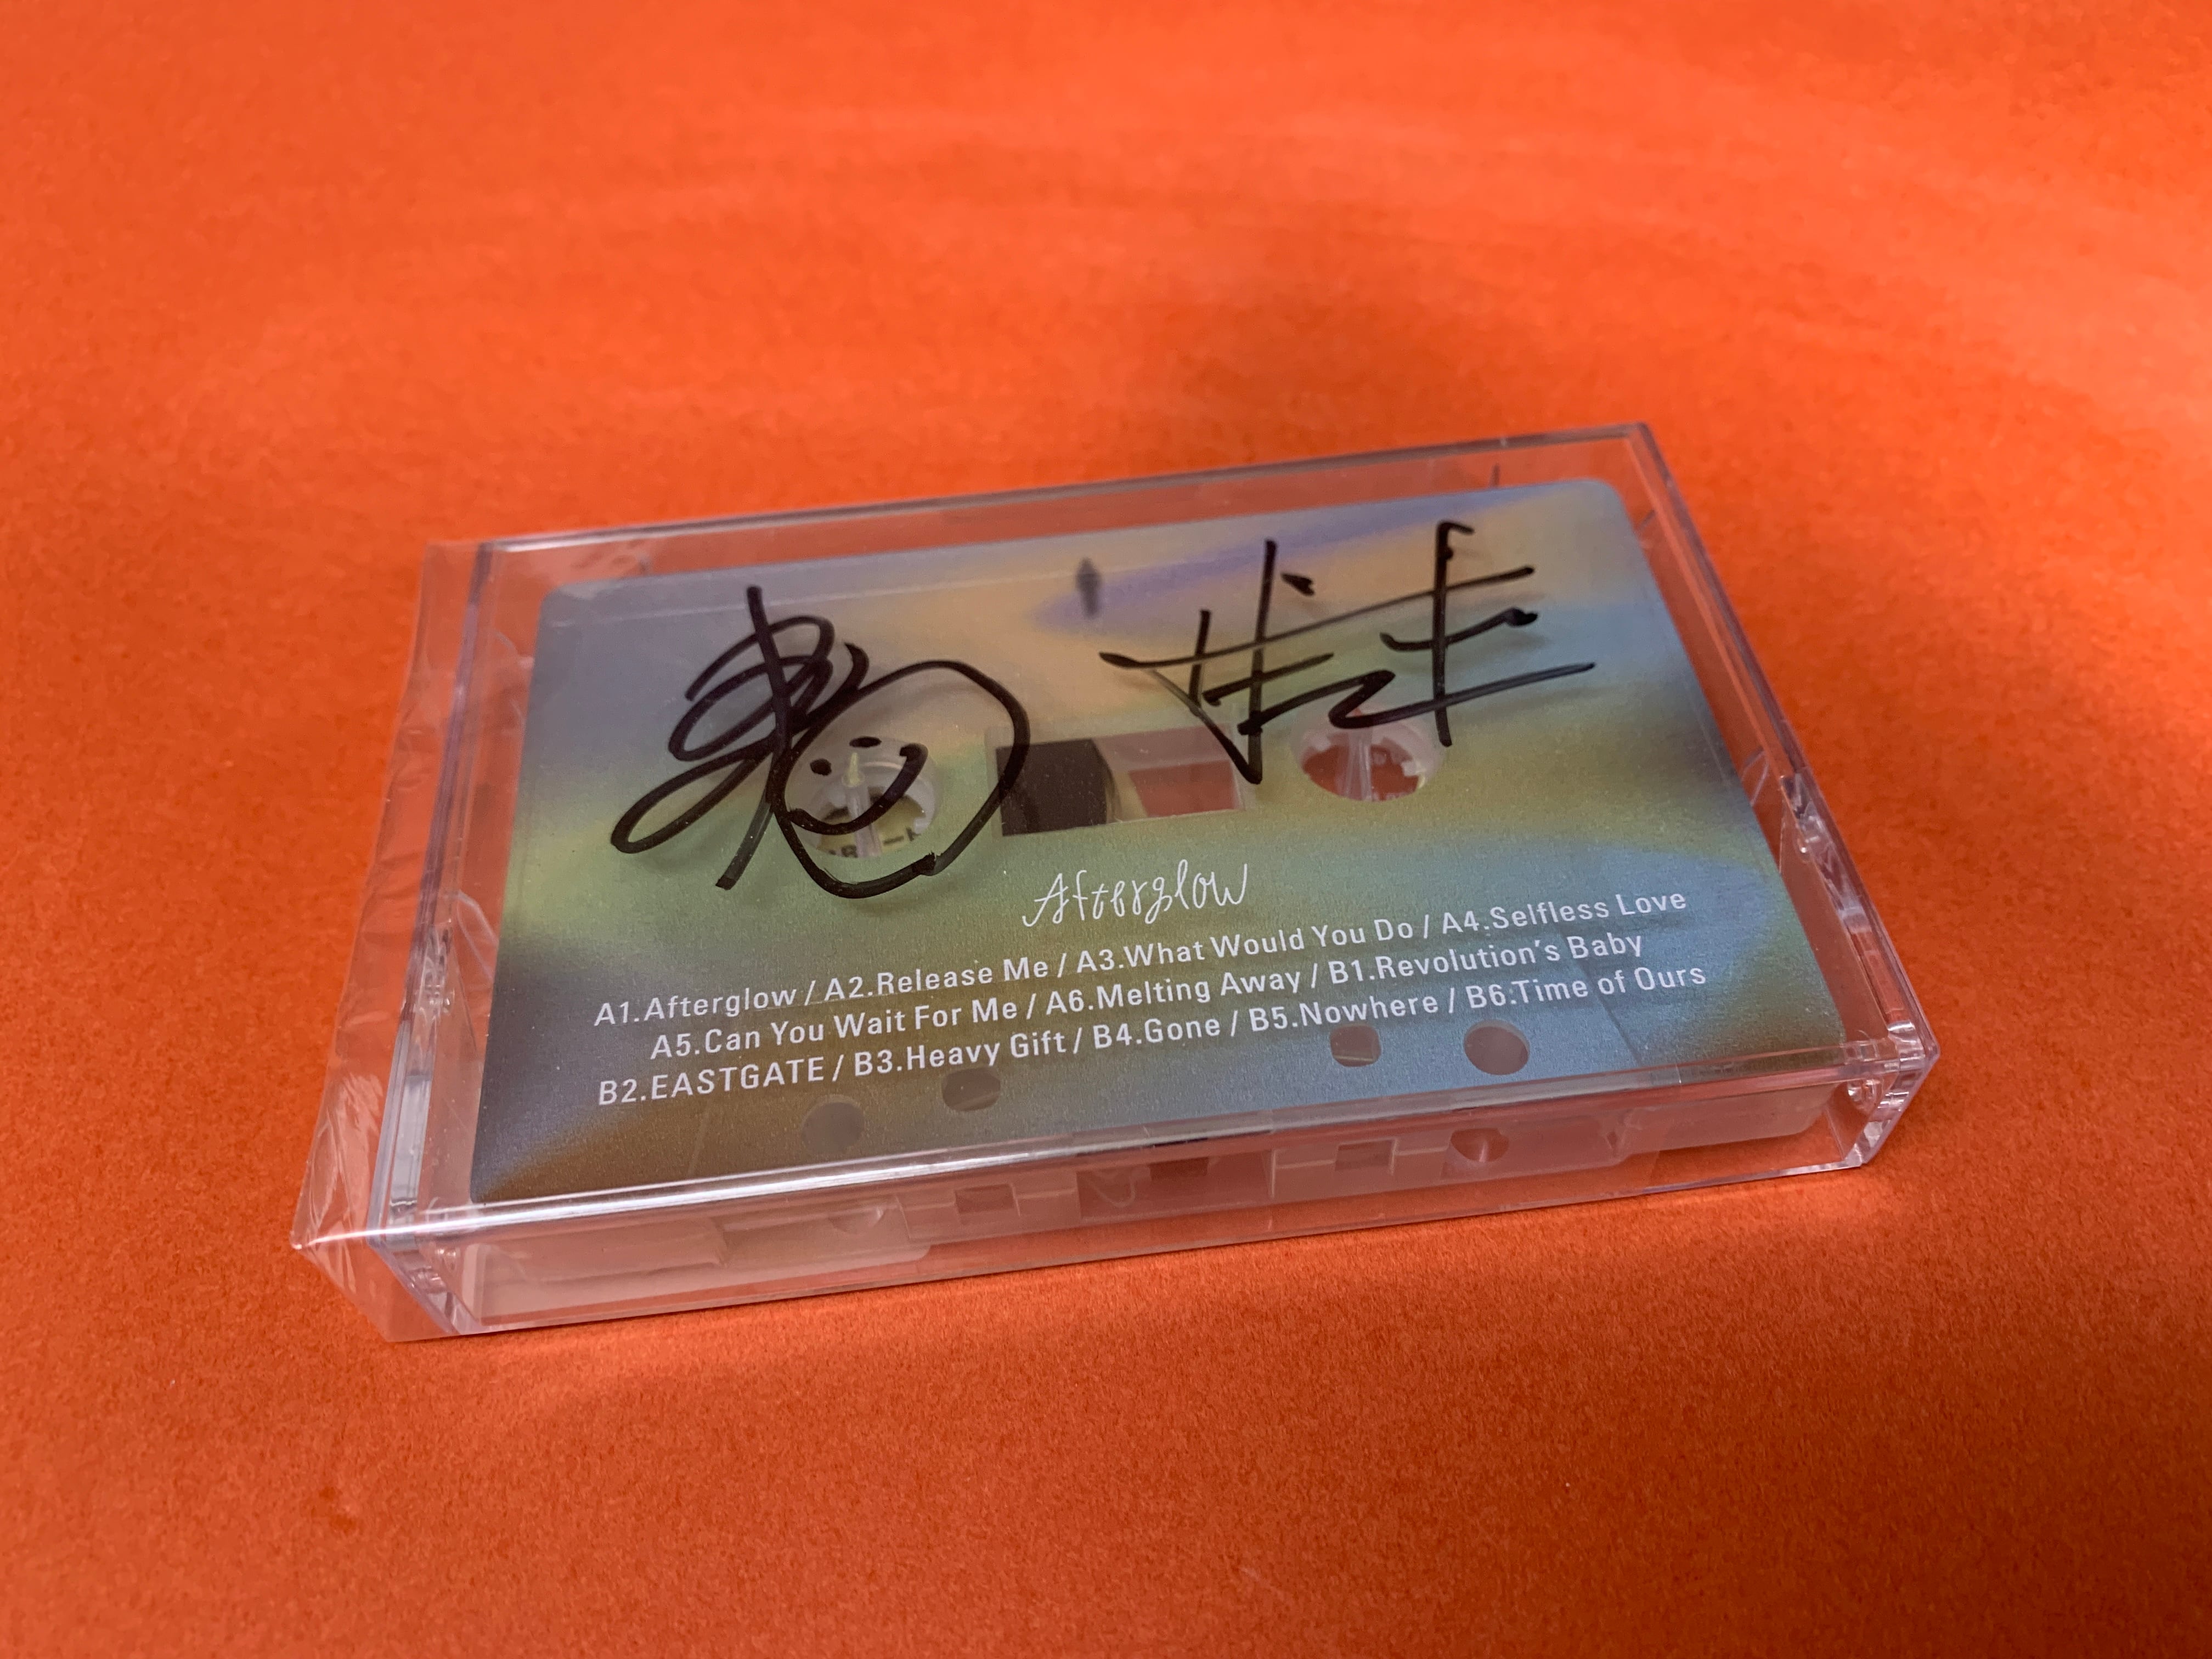 Afterglow
A1.Afterglow / A2.Release Me / A3.What Would You Do / A4.Selfless Love
A5.Can You Wait For Me / A6.Melting Away / B1.Revolution's Baby
B2.EASTGATE / B3.Heavy Gift / B4.Gone / B5.Nowhere / B6.Time of Ours